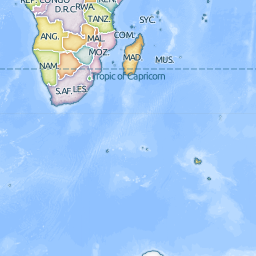 REP. CONGO
KEN.
D.R.C.
RWA.
TANZ.
SYC.
ANG.
MAL.
COM.
MOZ.
MAD
MUS.
NAM.
Tropic of Capricorn
S.AF.
LES.